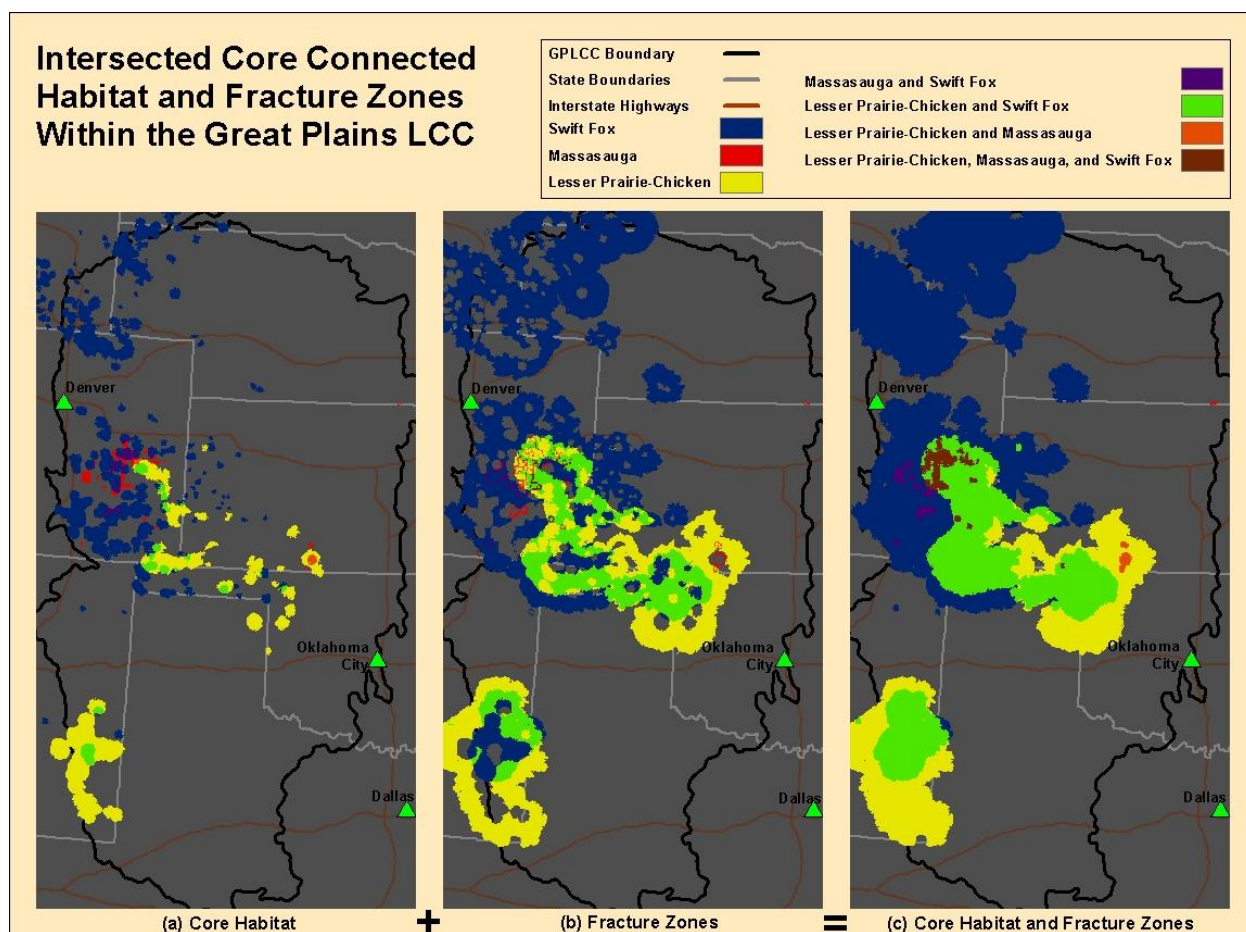 Intersected Core Connected
Habitat and Fracture Zones
Within the Great Plains LCC
GPLCC Boundary
State Boundaries
Interstate Highways
Swift Fox
Massasauga
Lesser Prairie-Chicken
Massasauga and Swift Fox
Lesser Prairie-Chicken and Swift Fox
Lesser Prairie-Chicken and Massasauga
Lesser Prairie-Chicken, Massasauga, and Swift Fox
Denver
Oklahoma
City
Dallas
Denver
Oklahoma
City
Dallas
Denver
Oklahoma
City
Dallas
(a) Core Habitat
+
(b) Fracture Zones
=
(c) Core Habitat and Fracture Zones